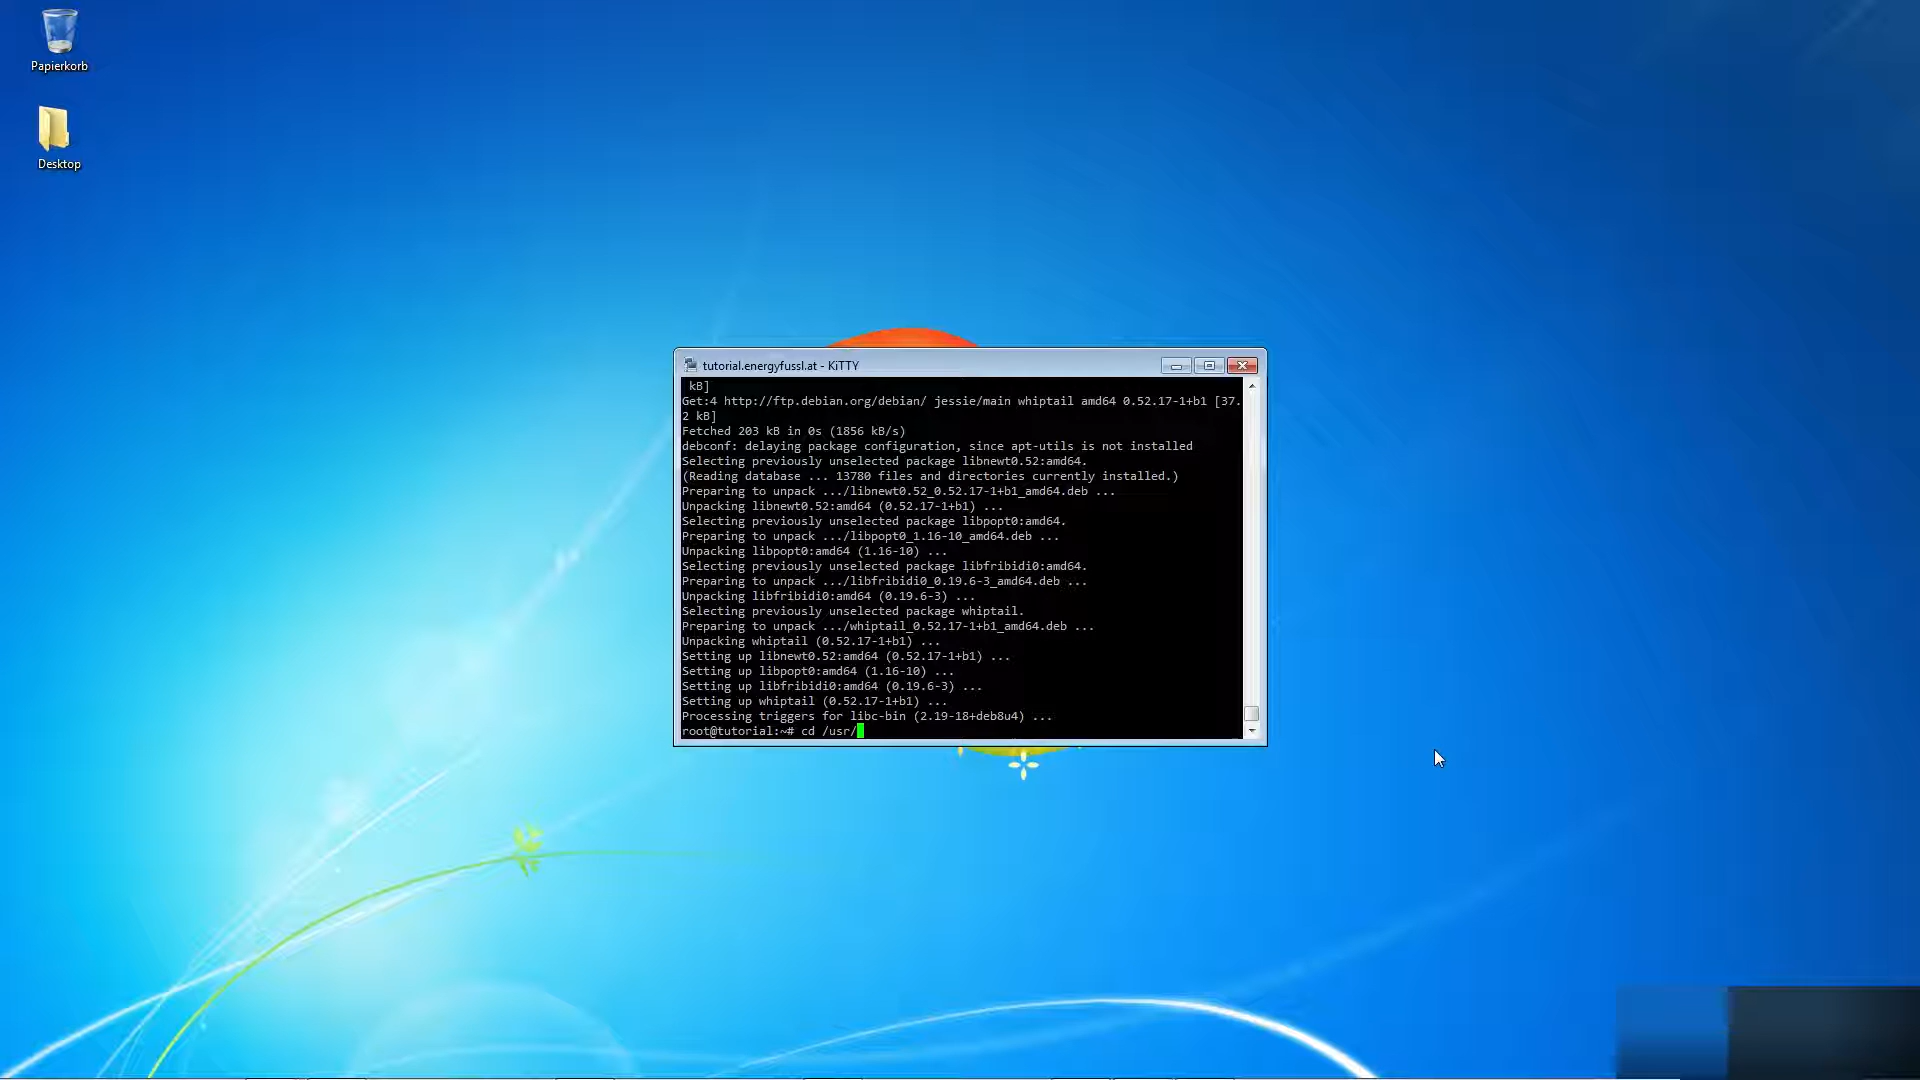 Papierkorb
Desktop
tutorial.energyfussl.at - KiTTY
kB]
Get:4 http://ftp.debian.org/debian/ jessie/main whiptail amd64 0.52.17-1+b1 [37.
2 kB]
Fetched 203 kB in 0s (1856 kB/s)
debconf: delaying package configuration, since apt-utils is not installed
Selecting previously unselected package libnewt0.52:amd64.
(Reading database ... 13780 files and directories currently installed.)
Preparing to unpack .../libnewt0.52_0.52.17-1+b1_amd64.deb ...
Unpacking libnewt0.52:amd64 (0.52.17-1+b1) ...
Selecting previously unselected package libpopt0:amd64.
Preparing to unpack .../libpopt0_1.16-10_amd64.deb ...
Unpacking libpopt0:amd64 (1.16-10) ...
Selecting previously unselected package libfribidi0:amd64.
Preparing to unpack .../libfribidi0_0.19.6-3_amd64.deb ...
Unpacking libfribidi0:amd64 (0.19.6-3) ...
Selecting previously unselected package whiptail.
Preparing to unpack .../whiptail_0.52.17-1+b1_amd64.deb ...
Unpacking whiptail (0.52.17-1+b1) ...
Setting up libnewt0.52:amd64 (0.52.17-1+b1) ...
Setting up libpopt0:amd64 (1.16-10) ...
Setting up libfribidi0:amd64 (0.19.6-3) ...
Setting up whiptail (0.52.17-1+b1) ...
Processing triggers for libc-bin (2.19-18+deb8u4) ...
root@tutorial:~# cd /usr/